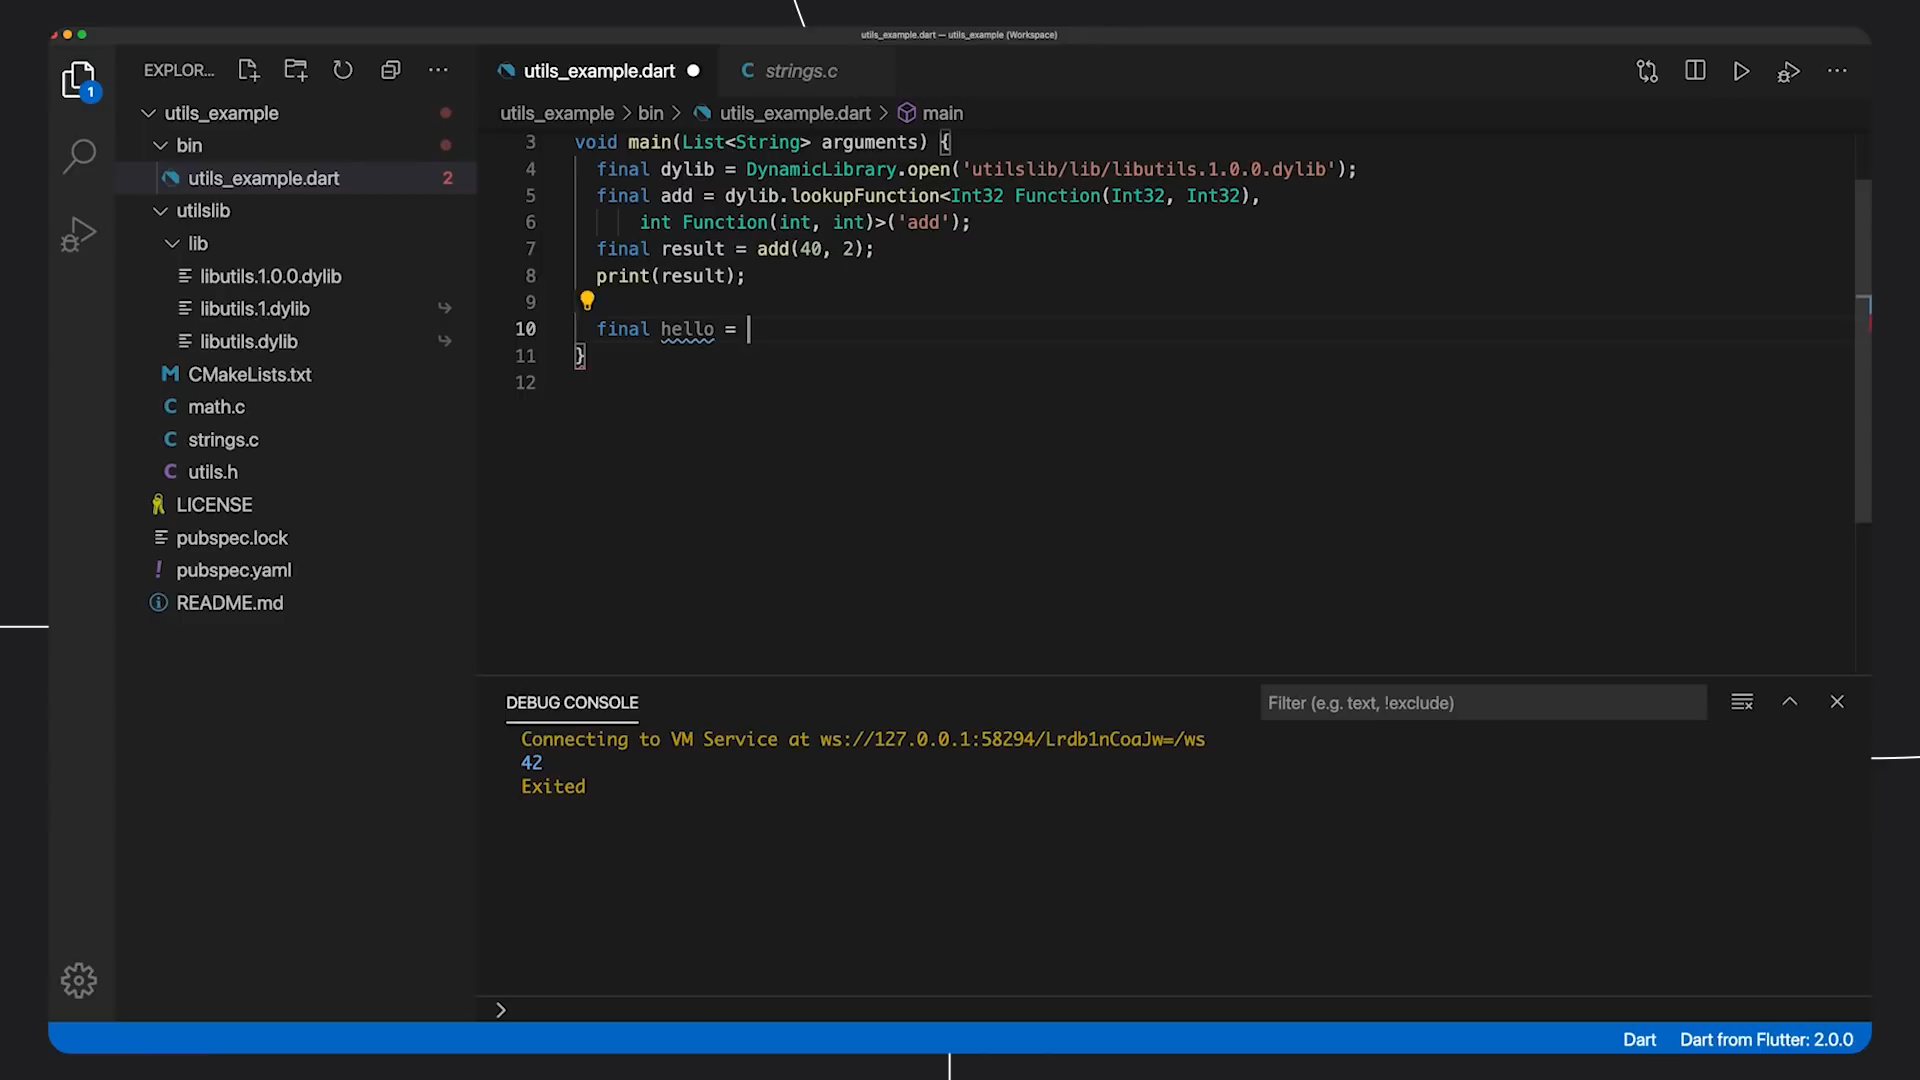 utils_example.dart — utils_example (Workspace)
EXPLOR...
utils_example.dart
strings.c
1
utils_example
bin
utils_example.dart 2
utilslib
lib
libutils.1.0.0.dylib
libutils.1.dylib
libutils.dylib
CMakeLists.txt
math.c
strings.c
utils.h
LICENSE
pubspec.lock
pubspec.yaml
README.md
utils_example > bin > utils_example.dart > main
3 void main(List<String> arguments) {
4 final dylib = DynamicLibrary.open('utilslib/lib/libutils.1.0.0.dylib');
5 final add = dylib.lookupFunction<Int32 Function(Int32, Int32),
6 int Function(int, int)>('add');
7 final result = add(40, 2);
8 print(result);
9
10 final hello =
11 }
12
DEBUG CONSOLE
Filter (e.g. text, !exclude)
Connecting to VM Service at ws://127.0.0.1:58294/Lrdb1nCoaJw=/ws
42
Exited
Dart
Dart from Flutter: 2.0.0